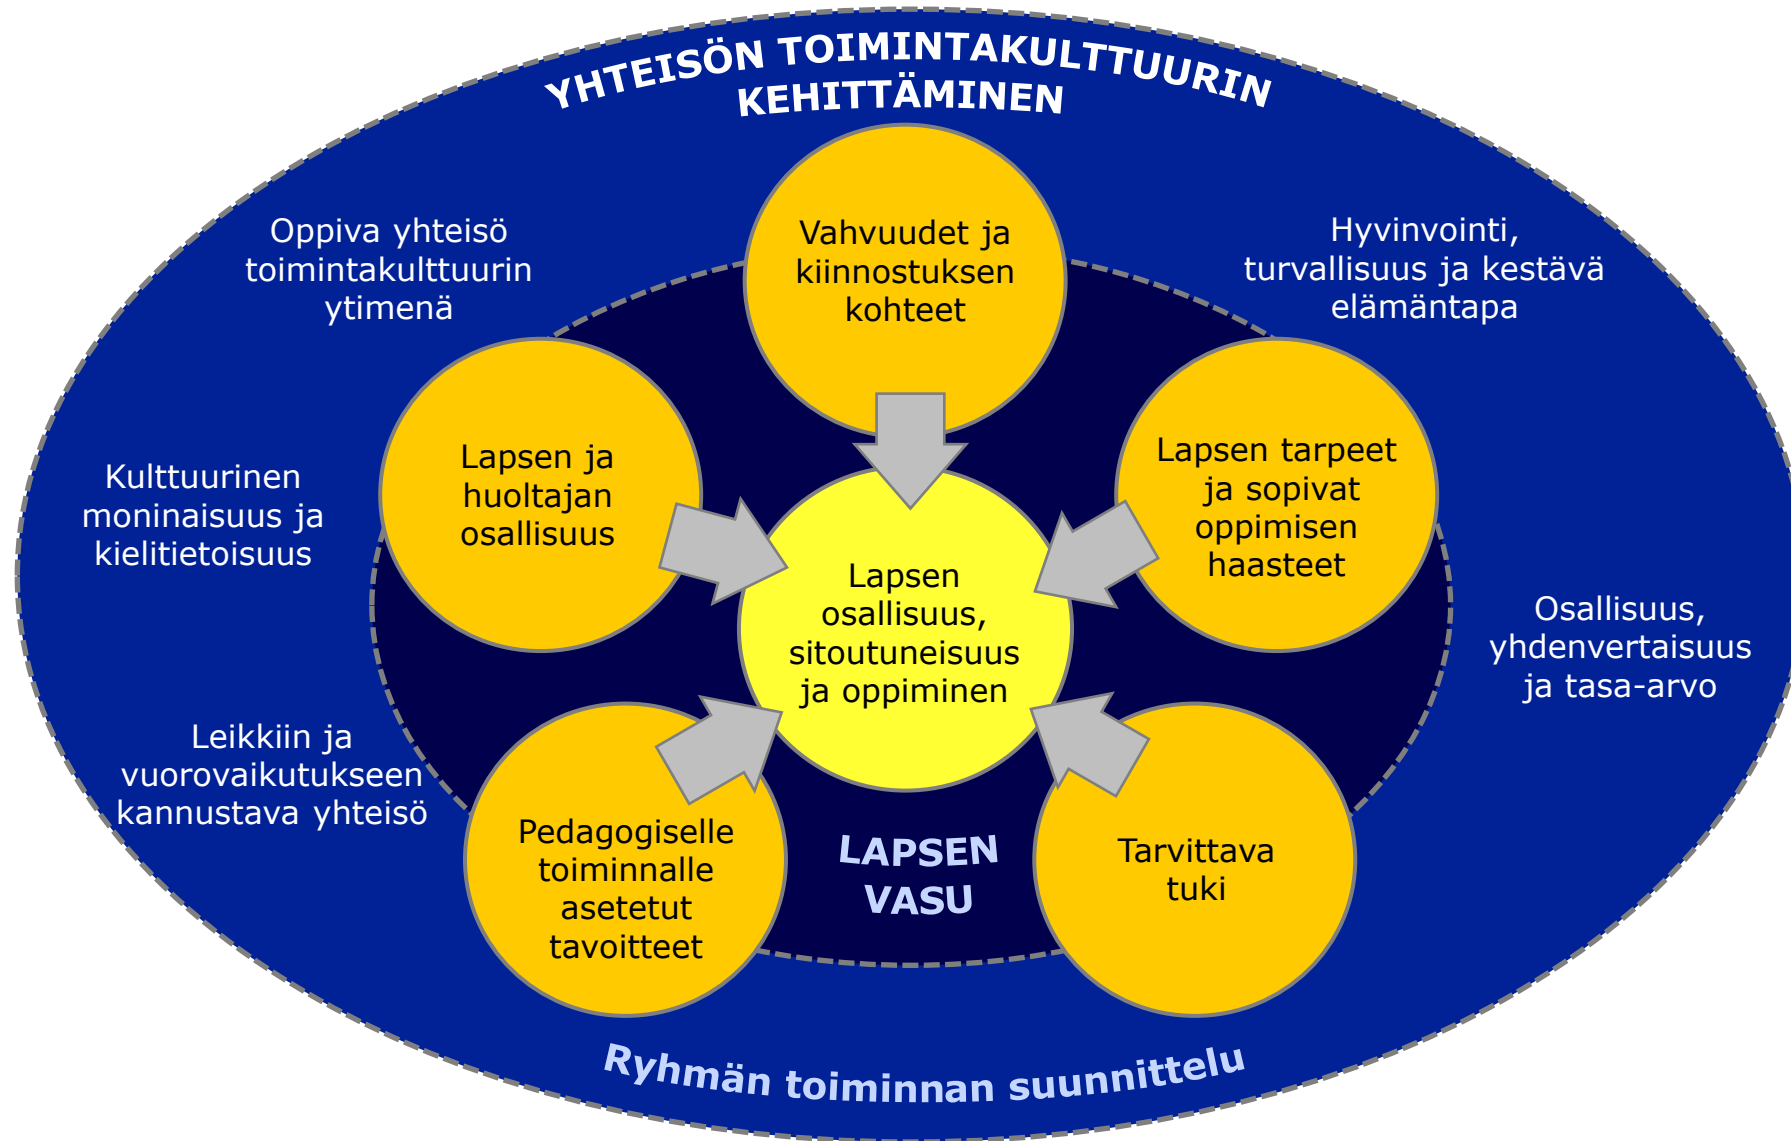 YHTEISÖN TOIMINTAKULTTUURIN
KEHITTÄMINEN
Oppiva yhteisö
toimintakulttuurin
ytimenä
Vahvuudet ja
kiinnostuksen
kohteet
Hyvinvointi,
turvallisuus ja kestävä
elämäntapa
Kulttuurinen
moninaisuus ja
kielitietoisuus
Lapsen ja
huoltajan
osallisuus
Lapsen tarpeet
ja sopivat
oppimisen
haasteet
Lapsen
osallisuus,
sitoutuneisuus
ja oppiminen
Osallisuus,
yhdenvertaisuus
ja tasa-arvo
Leikkiin ja
vuorovaikutukseen
kannustava yhteisö
Pedagogiselle
toiminnalle
asetetut
tavoitteet
LAPSEN
VASU
Tarvittava
tuki
Ryhmän toiminnan suunnittelu